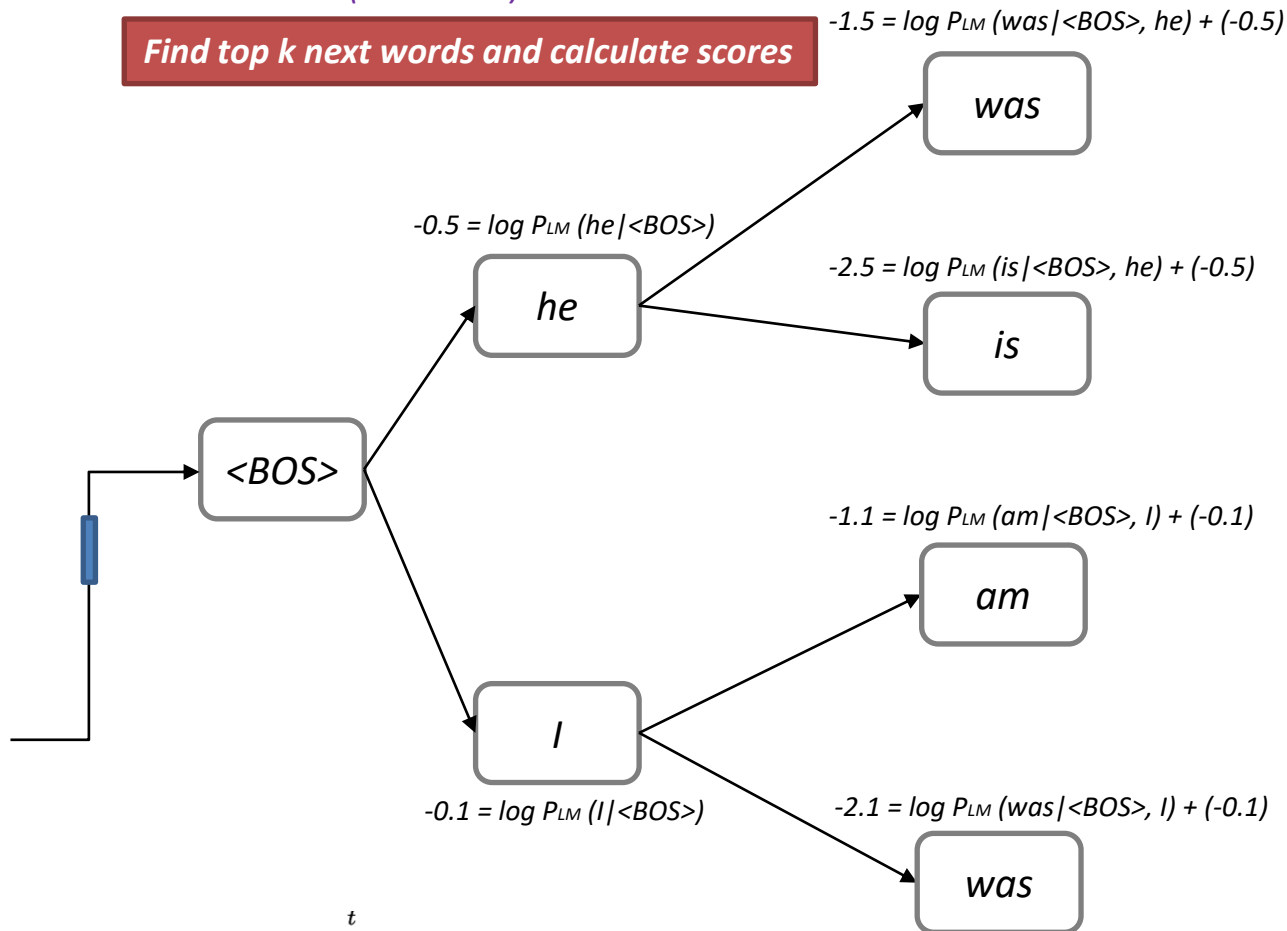 -1.5 = log PLM (was|<BOS>, he) + (-0.5)
Find top k next words and calculate scores
was
-0.5 = log PLM (he|<BOS>)
-2.5 = log PLM (is|<BOS>, he) + (-0.5)
he
is
<BOS>
-1.1 = log PLM (am|<BOS>, I) + (-0.1)
am
I
-0.1 = log PLM (I|<BOS>)
-2.1 = log PLM (was|<BOS>, I) + (-0.1)
was
t